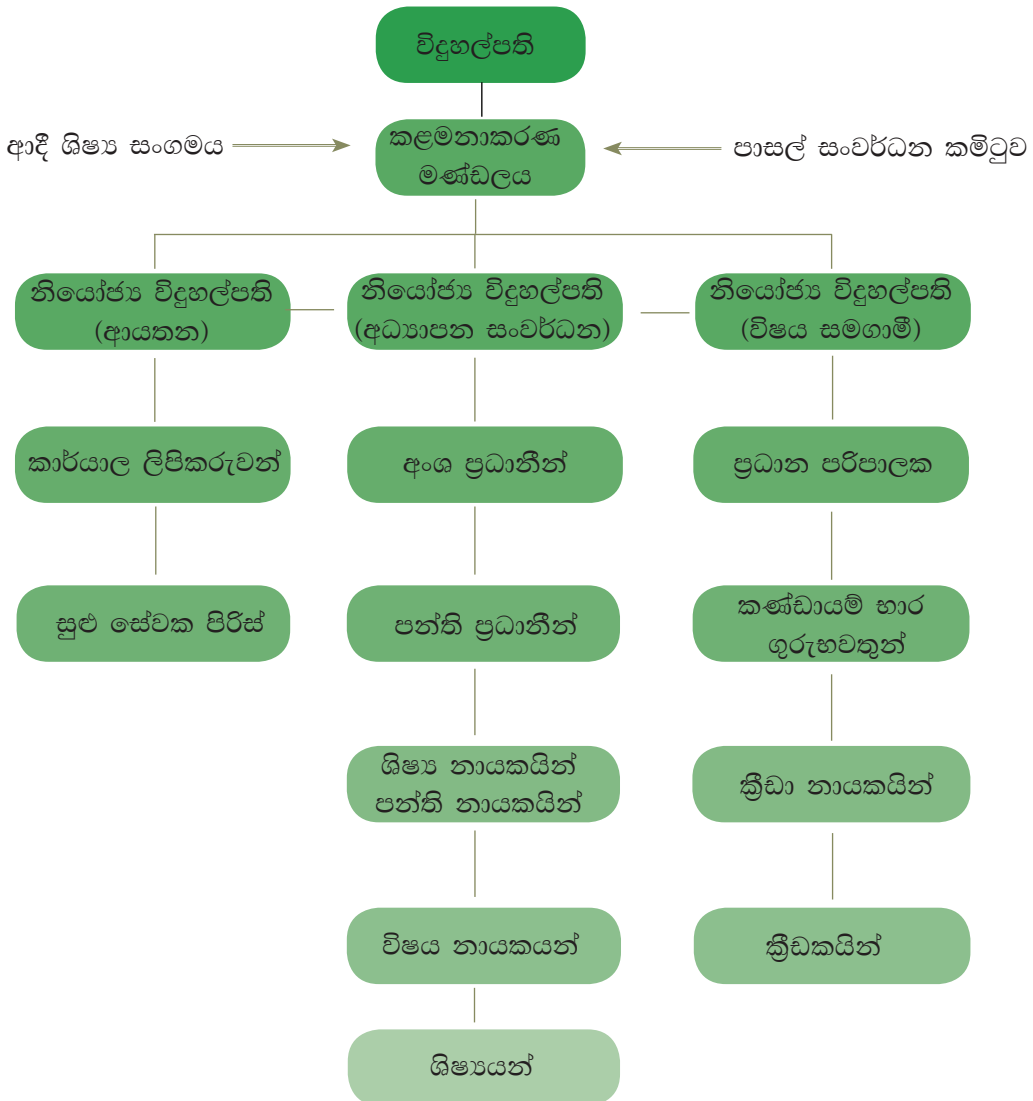 විදුහල්පති
ආදී ශිෂ්‍ය සංගමය
කළමනාකරණ
මණ්ඩලය
පාසල් සංවර්ධන කමිටුව
නියෝජ්‍ය විදුහල්පති
(ආයතන)
නියෝජ්‍ය විදුහල්පති
(අධ්‍යාපන සංවර්ධන)
නියෝජ්‍ය විදුහල්පති
(විෂය සමගාමී)
කාර්යාල ලිපිකරුවන්
අංශ ප්‍රධානීන්
ප්‍රධාන පරිපාලක
සුළු සේවක පිරිස්
පන්ති ප්‍රධානීන්
කණ්ඩායම් භාර
ගුරුභවතුන්
ශිෂ්‍ය නායකයින්
පන්ති නායකයින්
ක්‍රීඩා නායකයින්
විෂය නායකයන්
ක්‍රීඩකයින්
ශිෂ්‍යයන්